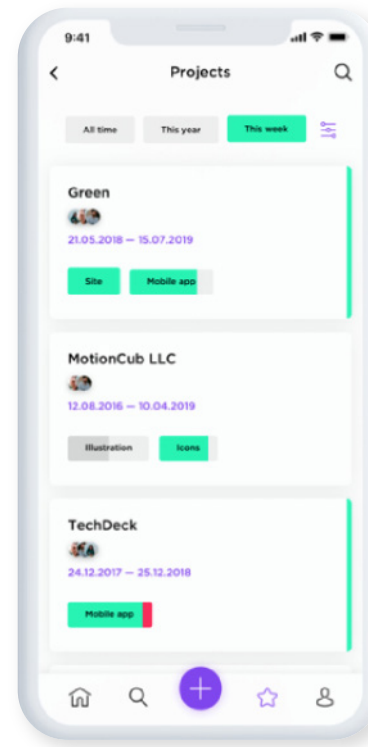 9:41
Projects
All time This year This week
Green
21.05.2018 — 15.07.2019
Site Mobile app
MotionCub LLC
12.08.2016 — 10.04.2019
Illustration Icons
TechDeck
24.12.2017 — 25.12.2018
Mobile app